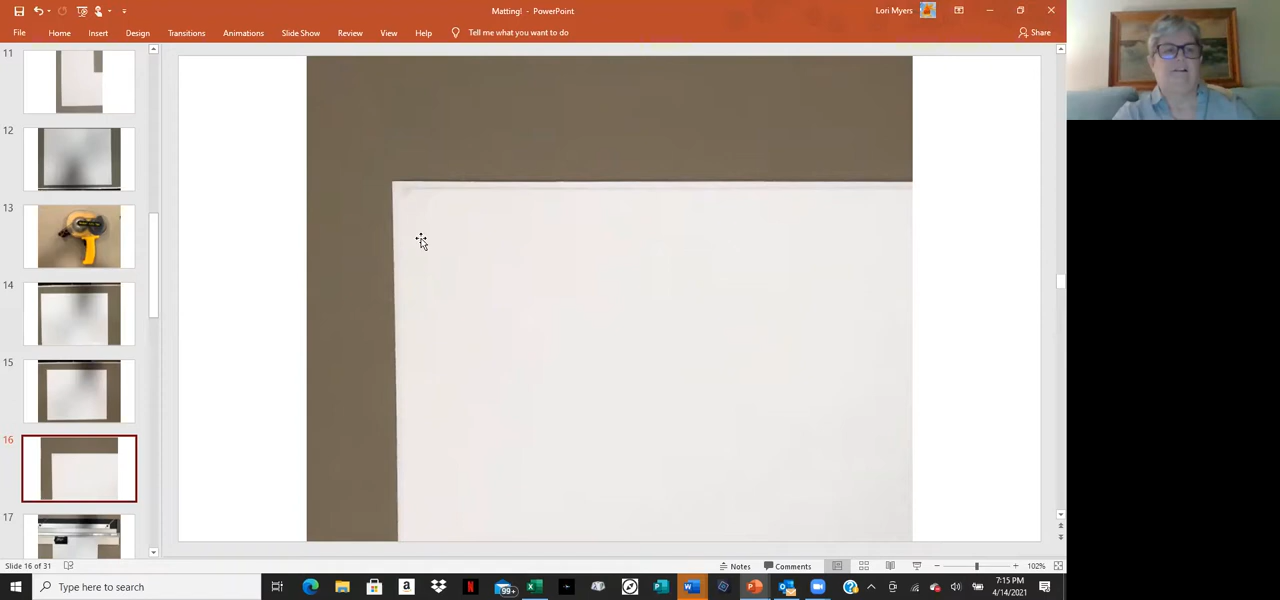 Matting! - PowerPoint
Lori Myers
File Home Insert Design Transitions Animations Slide Show Review View Help Tell me what you want to do Share
11
12
13
14
15
16
17
Slide 16 of 31 Notes Comments 102%
Type here to search 99+ 7:15 PM
4/14/2021